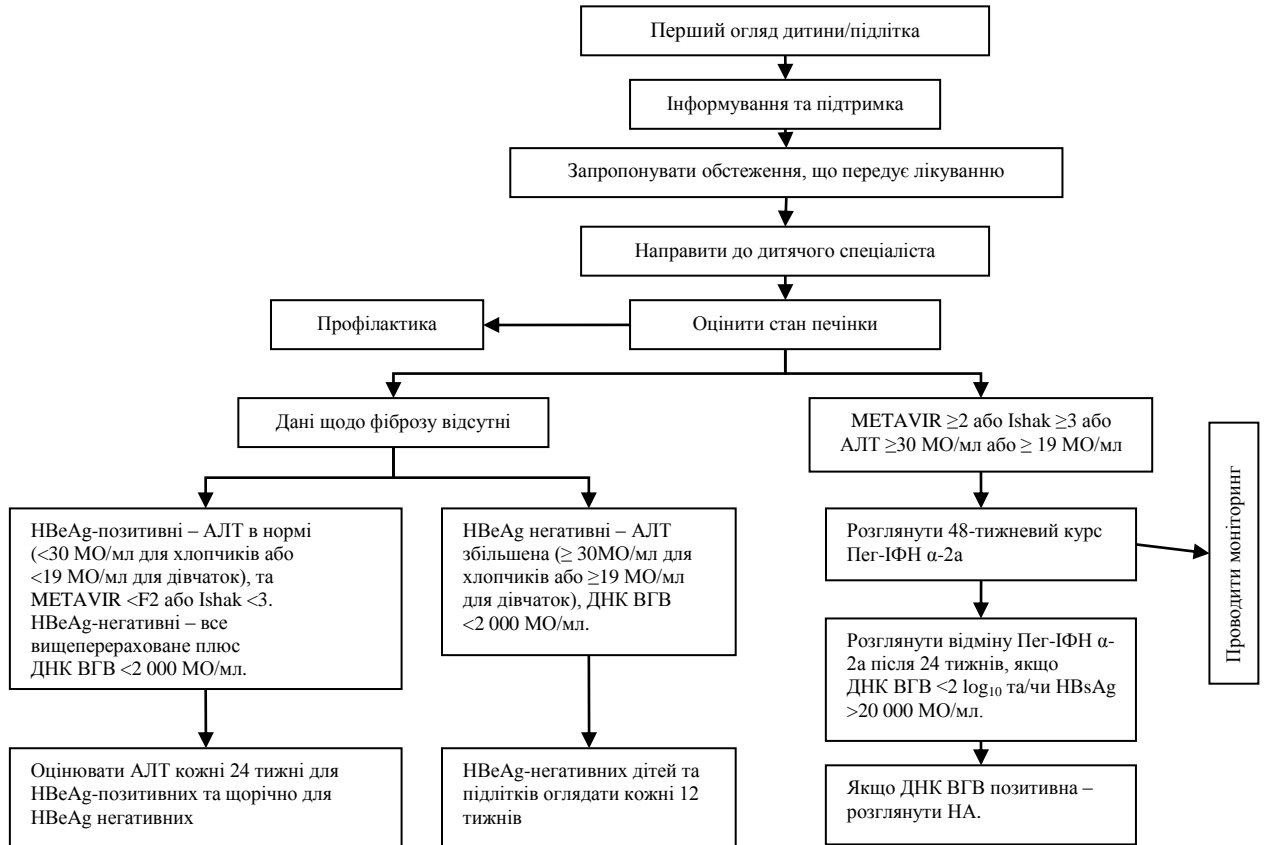 Перший огляд дитини/підлітка
Інформування та підтримка
Запропонувати обстеження, що передує лікуванню
Направити до дитячого спеціаліста
Профілактика
Оцінити стан печінки
Дані щодо фіброзу відсутні
METAVIR ≥2 або Ishak ≥3 або
АЛТ ≥30 МО/мл або ≥ 19 МО/мл
Проводити моніторинг
HBeAg-позитивні – АЛТ в нормі
(<30 МО/мл для хлопчиків або
<19 МО/мл для дівчаток), та
METAVIR <F2 або Ishak <3.
HBeAg-негативні – все
вищеперераховане плюс
ДНК ВГВ <2 000 МО/мл.
HBeAg негативні – АЛТ
збільшена (≥ 30МО/мл для
хлопчиків або ≥19 МО/мл
для дівчаток), ДНК ВГВ
<2 000 МО/мл.
Розглянути 48-тижневий курс
Пег-ІФН α-2а
Розглянути відміну Пег-ІФН α-
2а після 24 тижнів, якщо
ДНК ВГВ <2 log₁₀ та/чи HBsAg
>20 000 МО/мл.
Оцінювати АЛТ кожні 24 тижні для
HBeAg-позитивних та щорічно для
HBeAg негативних
HBeAg-негативних дітей та
підлітків оглядати кожні 12
тижнів
Якщо ДНК ВГВ позитивна –
розглянути НА.